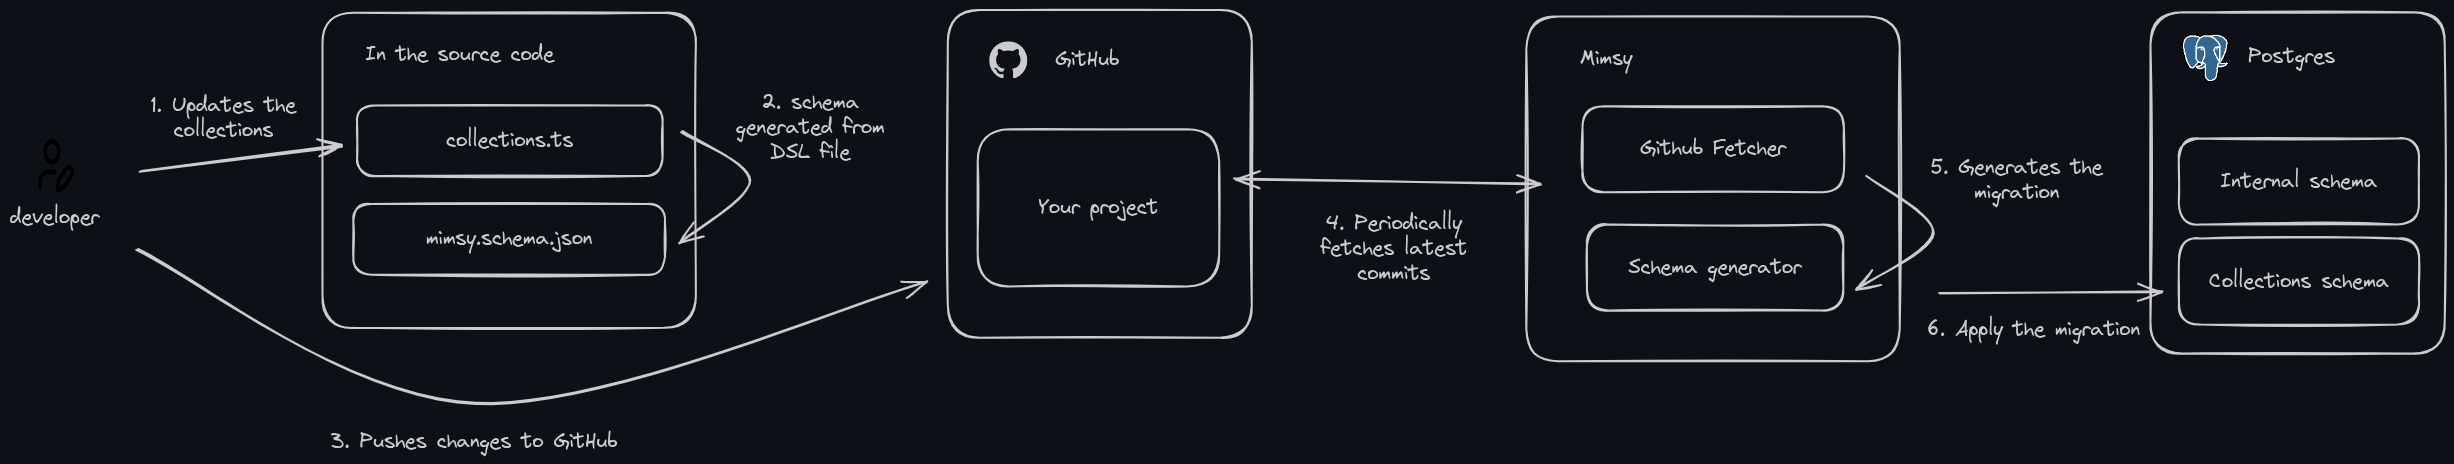 developer
1. Updates the
collections
In the source code
collections.ts
mimsy.schema.json
2. schema
generated from
DSL file
3. Pushes changes to GitHub
GitHub
Your project
4. Periodically
fetches latest
commits
Mimsy
Github Fetcher
Schema generator
5. Generates the
migration
6. Apply the migration
Postgres
Internal schema
Collections schema